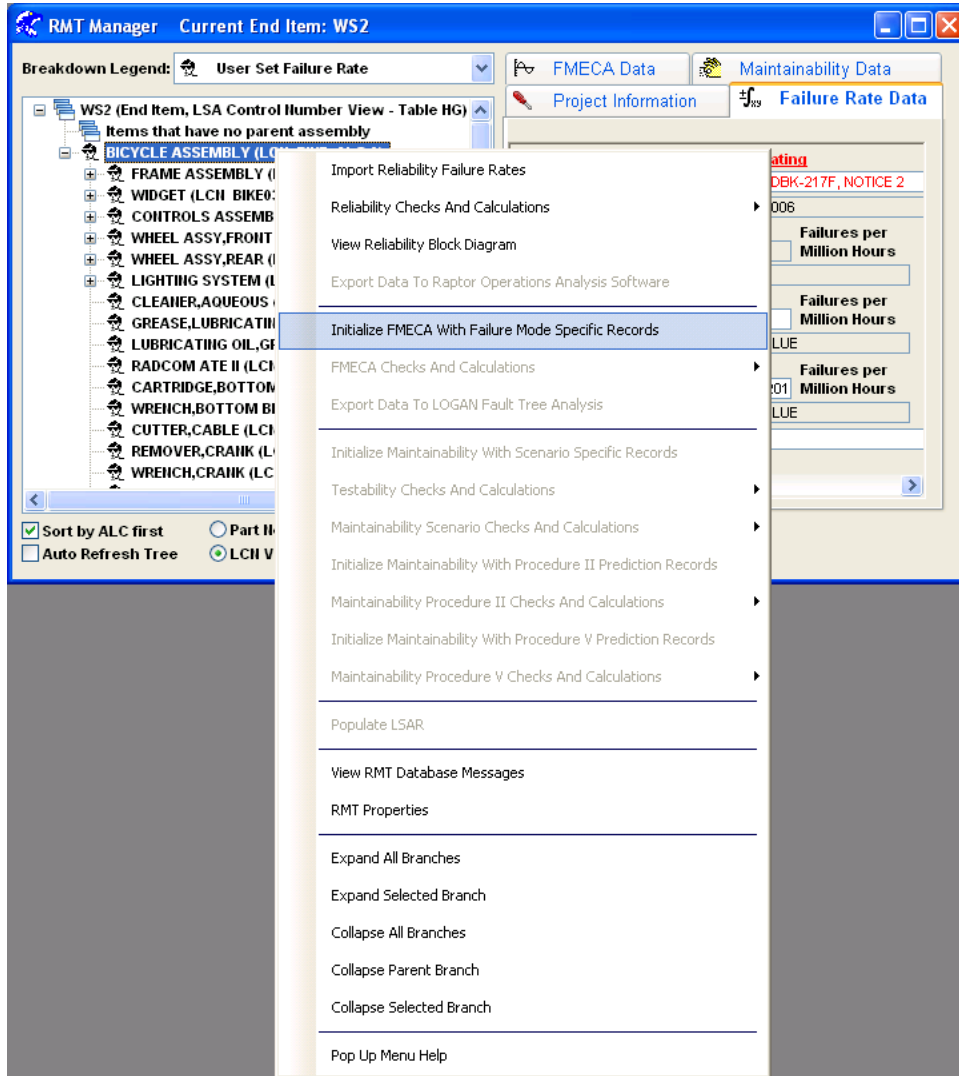 RMT Manager Current End Item: WS2
Breakdown Legend: User Set Failure Rate
FMECA Data
Maintainability Data
Project Information
Failure Rate Data
WS2 (End Item, LSA Control Number View - Table HG)
Items that have no parent assembly
BICYCLE ASSEMBLY
FRAME ASSEMBLY
WIDGET (LCN BIKE03
CONTROLS ASSEMB
WHEEL ASSY,FRONT
WHEEL ASSY,REAR
LIGHTING SYSTEM
CLEANER,AQUEOUS
GREASE,LUBRICATIN
LUBRICATING OIL,GE
RADCOM ATE II (LCN
CARTRIDGE,BOTTOM
WRENCH,BOTTOM
CUTTER,CABLE (LCN
REMOVER,CRANK
WRENCH,CRANK (LC
Sort by ALC first
Part N
Auto Refresh Tree
LCN V
ating
DBK-217F, NOTICE 2
006
Failures per
Million Hours
Failures per
Million Hours
LUE
Failures per
201 Million Hours
LUE
Import Reliability Failure Rates
Reliability Checks And Calculations
View Reliability Block Diagram
Export Data To Raptor Operations Analysis Software
Initialize FMECA With Failure Mode Specific Records
FMECA Checks And Calculations
Export Data To LOGAN Fault Tree Analysis
Initialize Maintainability With Scenario Specific Records
Testability Checks And Calculations
Maintainability Scenario Checks And Calculations
Initialize Maintainability With Procedure II Prediction Records
Maintainability Procedure II Checks And Calculations
Initialize Maintainability With Procedure V Prediction Records
Maintainability Procedure V Checks And Calculations
Populate LSAR
View RMT Database Messages
RMT Properties
Expand All Branches
Expand Selected Branch
Collapse All Branches
Collapse Parent Branch
Collapse Selected Branch
Pop Up Menu Help